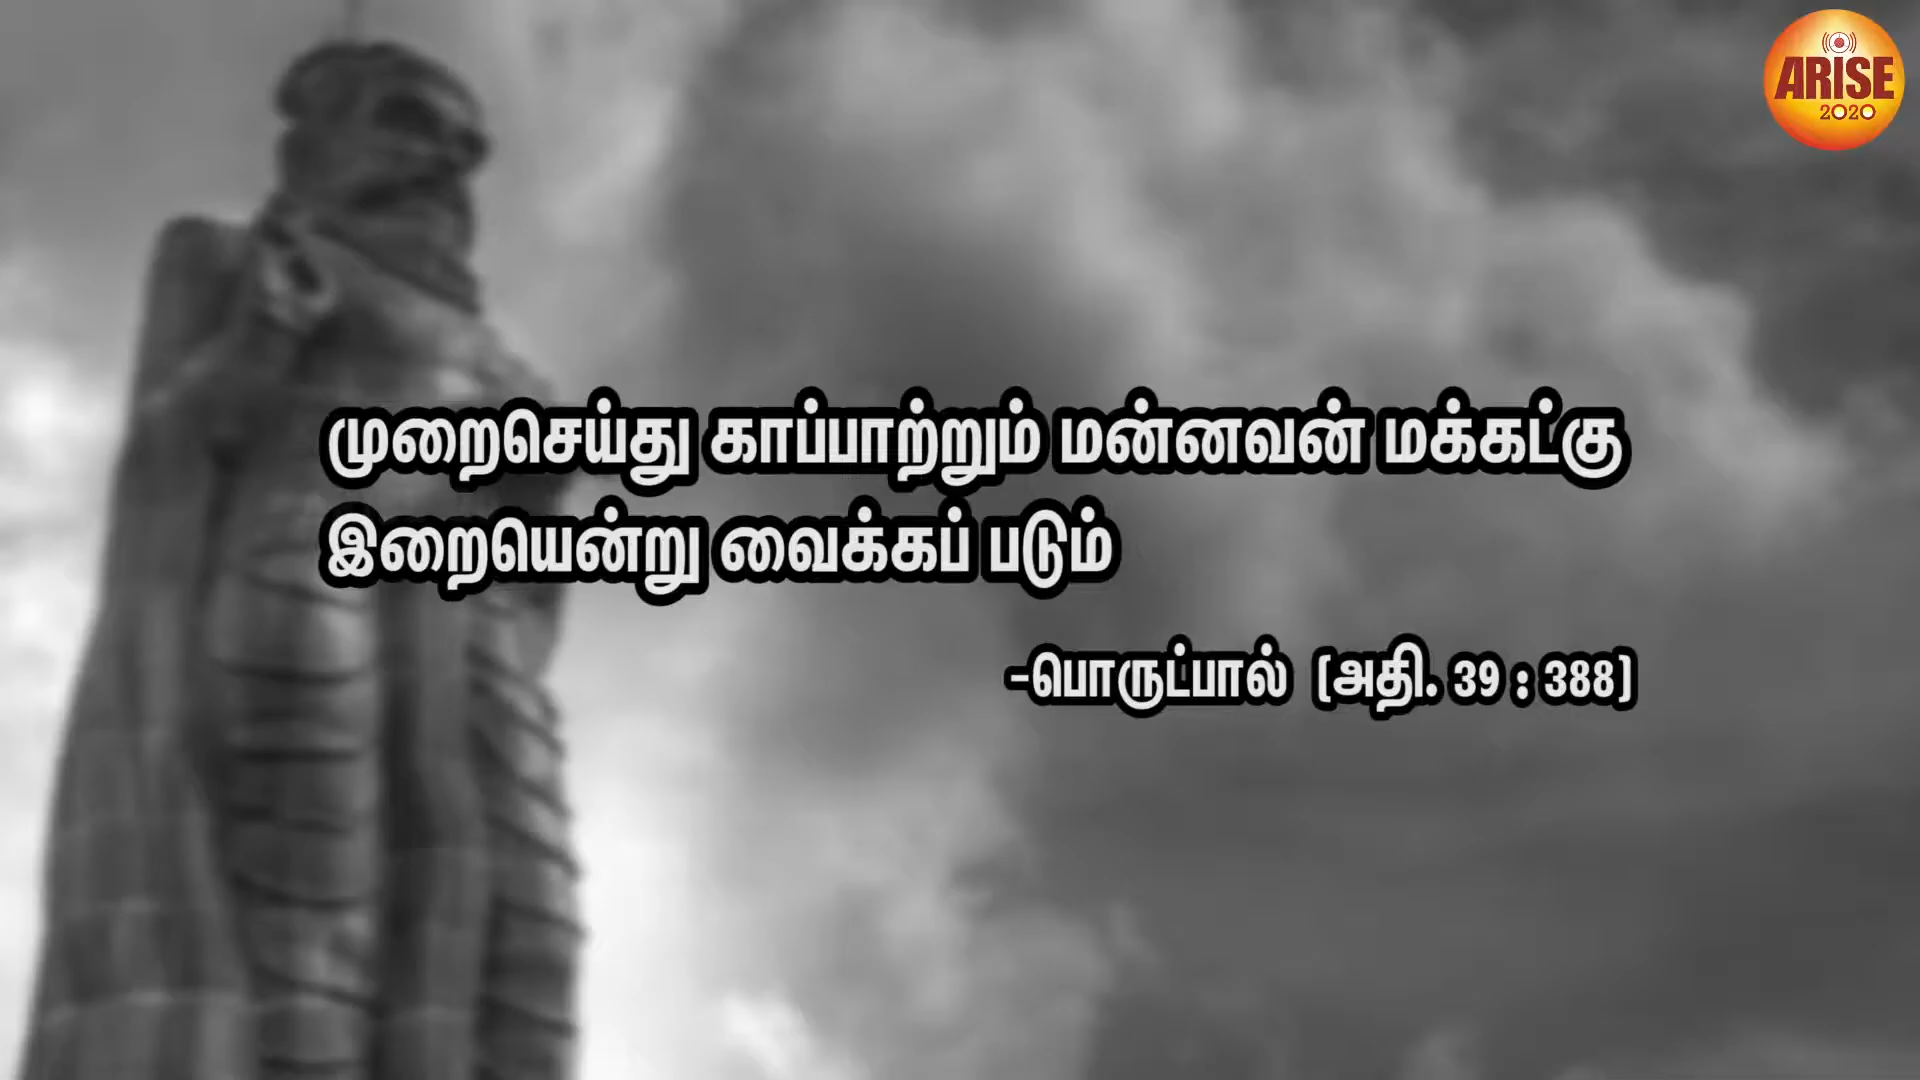 ARISE
2020
முறைசெய்து காப்பாற்றும் மன்னவன் மக்கட்கு
இறையென்று வைக்கப் படும்
-பொருட்பால் (அதி. 39 : 388)